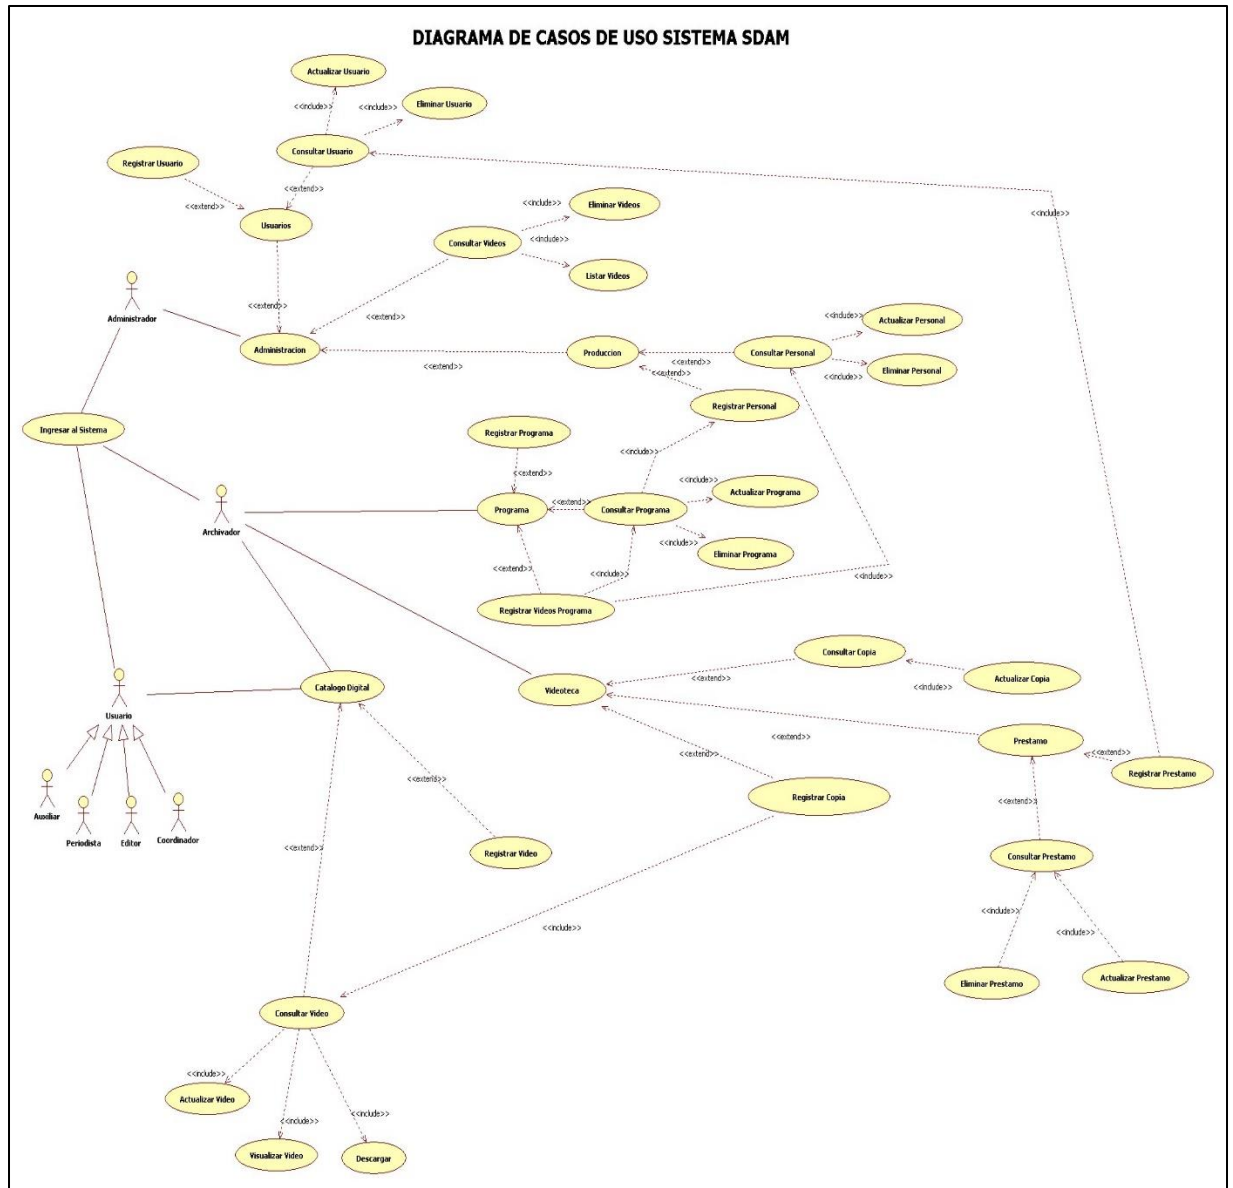 DIAGRAMA DE CASOS DE USO SISTEMA SDAM
Actualizar Usuario
<<include>>
<<include>>
Eliminar Usuario
Consultar Usuario
Registrar Usuario
<<extend>>
<<extend>>
Usuarios
Eliminar Videos
<<include>>
<<include>>
Consultar Videos
<<include>>
Listar Videos
Administrador
<<extend>>
<<extend>>
Administracion
Produccion
<<extend>>
Consultar Personal
<<include>>
Actualizar Personal
<<extend>>
<<extend>>
<<include>>
Eliminar Personal
Registrar Personal
Ingresar al Sistema
Registrar Programa
<<include>>
<<extend>>
<<include>>
Actualizar Programa
Archivador
Programa
<<extend>>
Consultar Programa
<<include>>
Eliminar Programa
<<extend>>
<<include>>
<<include>>
Registrar Videos Programa
Consultar Copia
<<extend>>
<<include>>
Actualizar Copia
Usuario
Catalogo Digital
Videoteca
<<extend>>
Prestamo
<<extend>>
Registrar Prestamo
<<extend>>
<<extend>>
Auxiliar
Periodista
Editor
Coordinador
Registrar Copia
<<extend>>
<<extend>>
Registrar Video
Consultar Prestamo
<<include>>
<<include>>
<<include>>
Eliminar Prestamo
Actualizar Prestamo
Consultar Video
<<include>>
Actualizar Video
<<include>>
<<include>>
Visualizar Video
Descargar